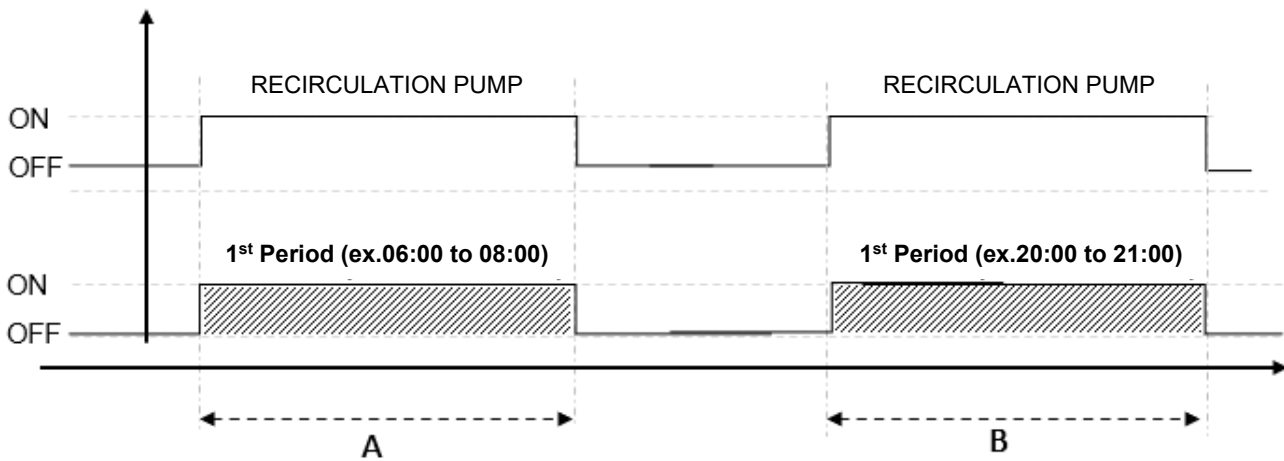 RECIRCULATION PUMP
RECIRCULATION PUMP
ON
OFF
1st Period (ex.06:00 to 08:00)
1st Period (ex.20:00 to 21:00)
ON
OFF
A
B